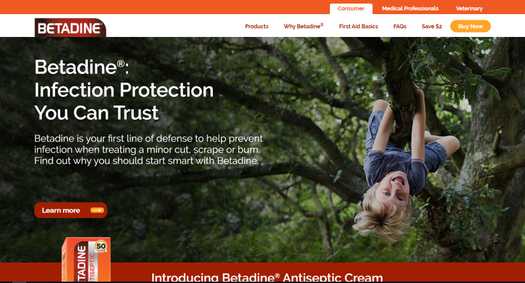 Consumer Medical Professionals Veterinary
BETADINE
Products Why Betadine® First Aid Basics FAQs Save $2 Buy Now
Betadine®:
Infection Protection
You Can Trust
Betadine is your first line of defense to help prevent
infection when treating a minor cut, scrape or burn.
Find out why you should start smart with Betadine.
Learn more
BETADINE
50
Introducing Betadine® Antiseptic Cream